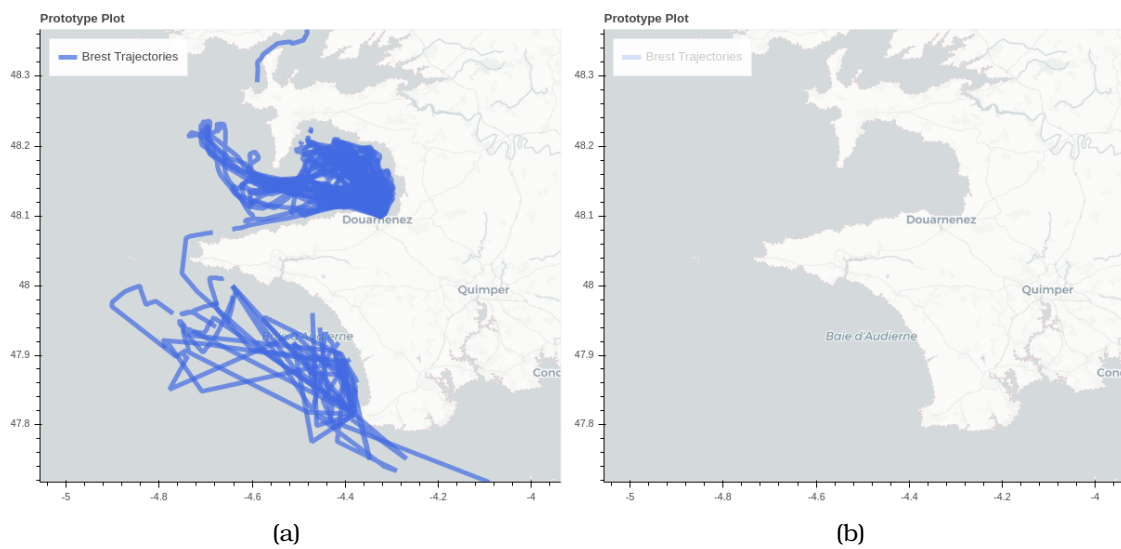 Prototype Plot
Brest Trajectories
48.3
48.2
48.1
48
47.9
47.8
Douarnenez
Quimper
Baie d'Audierne
Conc
-5
-4.8
-4.6
-4.4
-4.2
-4
(a)
Prototype Plot
Brest Trajectories
48.3
48.2
48.1
48
47.9
47.8
Douarnenez
Quimper
Baie d'Audierne
Conc
-5
-4.8
-4.6
-4.4
-4.2
-4
(b)